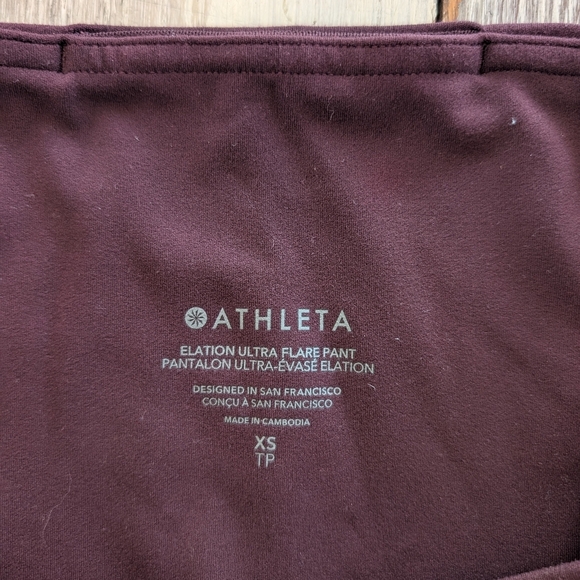 ATHLETA
ELATION ULTRA FLARE PANT
PANTALON ULTRA-ÉVASÉ ELATION
DESIGNED IN SAN FRANCISCO
CONÇU À SAN FRANCISCO
MADE IN CAMBODIA
XS
TP